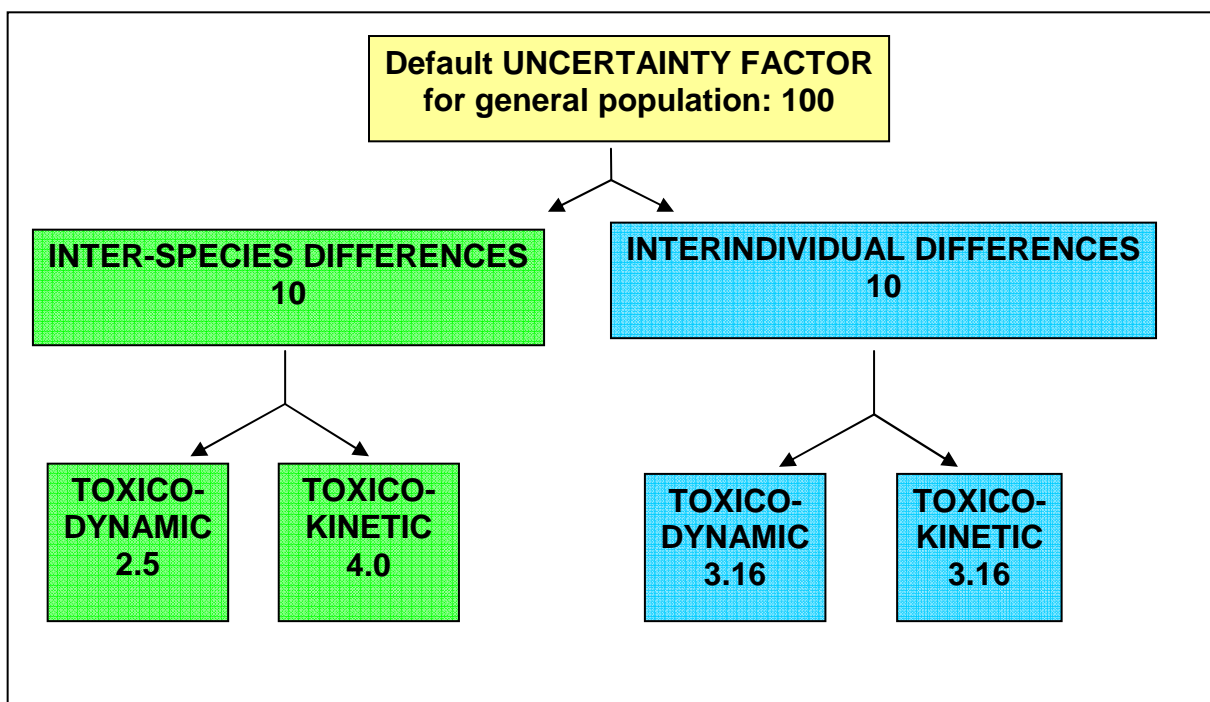 Default UNCERTAINTY FACTOR
for general population: 100
INTER-SPECIES DIFFERENCES
10
INTERINDIVIDUAL DIFFERENCES
10
TOXICO-
DYNAMIC
2.5
TOXICO-
KINETIC
4.0
TOXICO-
DYNAMIC
3.16
TOXICO-
KINETIC
3.16